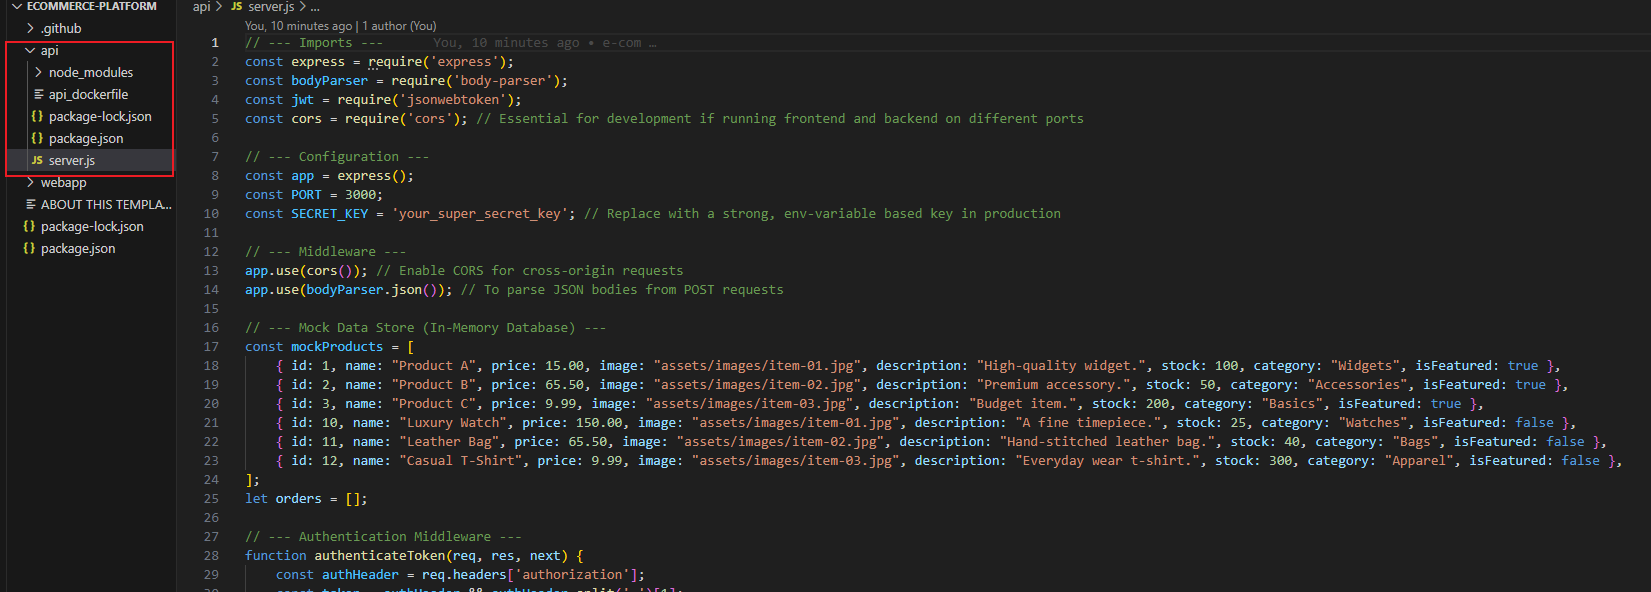 ECOMMERCE-PLATFORM
.github
api
node_modules
api_dockerfile
package-lock.json
package.json
JS server.js
webapp
ABOUT THIS TEMPLA...
package-lock.json
package.json
api > JS server.js > ...
You, 10 minutes ago | 1 author (You)
1 // --- Imports --- You, 10 minutes ago • e-com …
2 const express = require('express');
3 const bodyParser = require('body-parser');
4 const jwt = require('jsonwebtoken');
5 const cors = require('cors'); // Essential for development if running frontend and backend on different ports
6
7 // --- Configuration ---
8 const app = express();
9 const PORT = 3000;
10 const SECRET_KEY = 'your_super_secret_key'; // Replace with a strong, env-variable based key in production
11
12 // --- Middleware ---
13 app.use(cors()); // Enable CORS for cross-origin requests
14 app.use(bodyParser.json()); // To parse JSON bodies from POST requests
15
16 // --- Mock Data Store (In-Memory Database) ---
17 const mockProducts = [
18 { id: 1, name: "Product A", price: 15.00, image: "assets/images/item-01.jpg", description: "High-quality widget.", stock: 100, category: "Widgets", isFeatured: true },
19 { id: 2, name: "Product B", price: 65.50, image: "assets/images/item-02.jpg", description: "Premium accessory.", stock: 50, category: "Accessories", isFeatured: true },
20 { id: 3, name: "Product C", price: 9.99, image: "assets/images/item-03.jpg", description: "Budget item.", stock: 200, category: "Basics", isFeatured: true },
21 { id: 10, name: "Luxury Watch", price: 150.00, image: "assets/images/item-01.jpg", description: "A fine timepiece.", stock: 25, category: "Watches", isFeatured: false },
22 { id: 11, name: "Leather Bag", price: 65.50, image: "assets/images/item-02.jpg", description: "Hand-stitched leather bag.", stock: 40, category: "Bags", isFeatured: false },
23 { id: 12, name: "Casual T-Shirt", price: 9.99, image: "assets/images/item-03.jpg", description: "Everyday wear t-shirt.", stock: 300, category: "Apparel", isFeatured: false },
24 ];
25 let orders = [];
26
27 // --- Authentication Middleware ---
28 function authenticateToken(req, res, next) {
29 const authHeader = req.headers['authorization'];